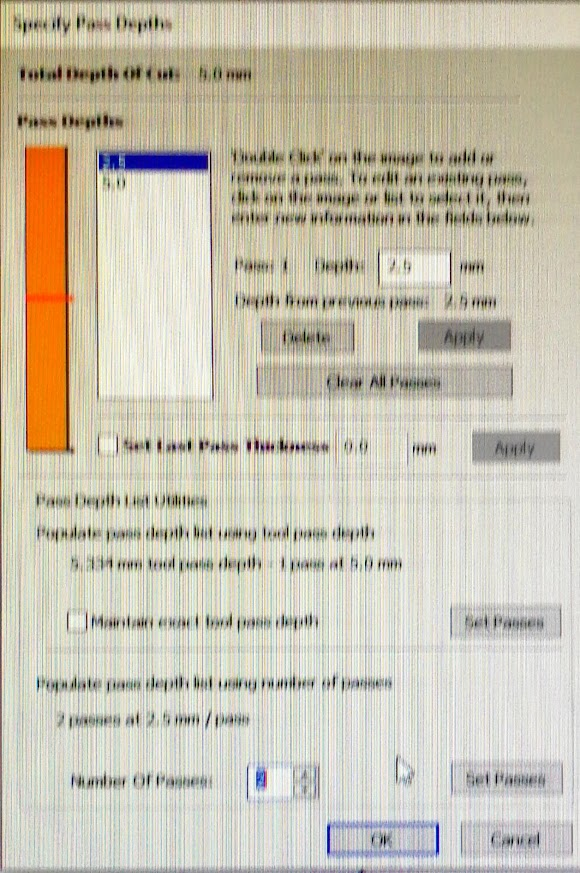 Specify Pass Depths
Total Depth Of Cut: 5.0 mm
Pass Depths
2.5
5.0
'Double Click' on the image to add or
remove a pass. To edit an existing pass,
click on the image or list to select it, then
enter new information in the fields below.
Pass: 1 Depth: 2.5 mm
Depth from previous pass: 2.5 mm
Delete Apply
Clear All Passes
Set Last Pass Thickness 0.0 mm Apply
Pass Depth List Utilities
Populate pass depth list using tool pass depth
5.334 mm tool pass depth - 1 pass at 5.0 mm
Maintain exact tool pass depth Set Passes
Populate pass depth list using number of passes
2 passes at 2.5 mm / pass
Number Of Passes: 2 Set Passes
OK Cancel